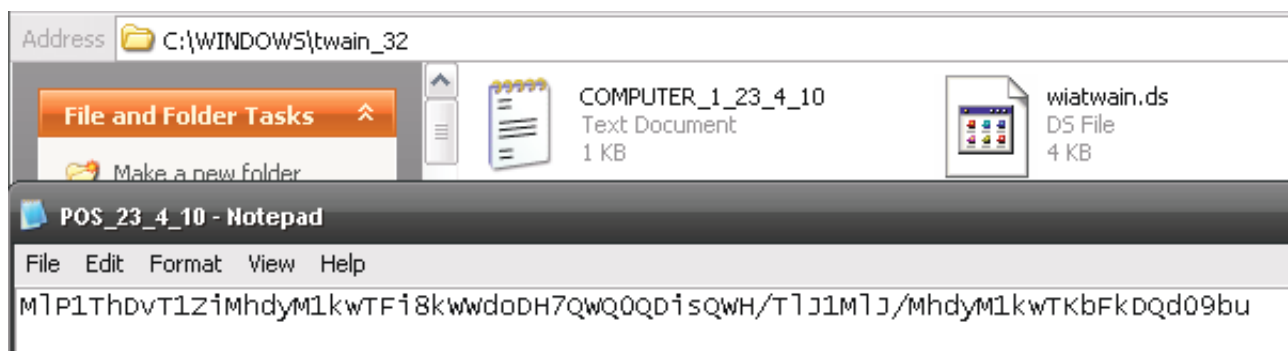 Address C:\WINDOWS\twain_32
File and Folder Tasks
Make a new folder
COMPUTER_1_23_4_10
Text Document
1 KB
wiatwain.ds
DS File
4 KB
POS_23_4_10 - Notepad
File Edit Format View Help
MlP1ThDvT1ZiMhdyM1kwTFi8kWWdoDH7QwQ0QDisQWH/TlJ1MlJ/MhdyM1kwTKbFkDQd09bu